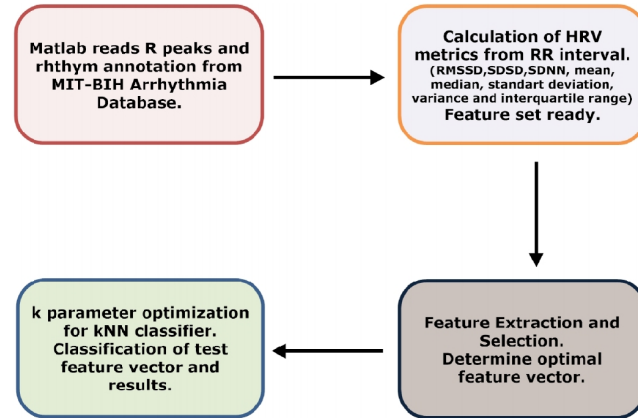 Matlab reads R peaks and
rhthym annotation from
MIT-BIH Arrhythmia
Database.
Calculation of HRV
metrics from RR interval.
(RMSSD,SDSD,SDNN, mean,
median, standart deviation,
variance and interquartile range)
Feature set ready.
Feature Extraction and
Selection.
Determine optimal
feature vector.
k parameter optimization
for kNN classifier.
Classification of test
feature vector and
results.